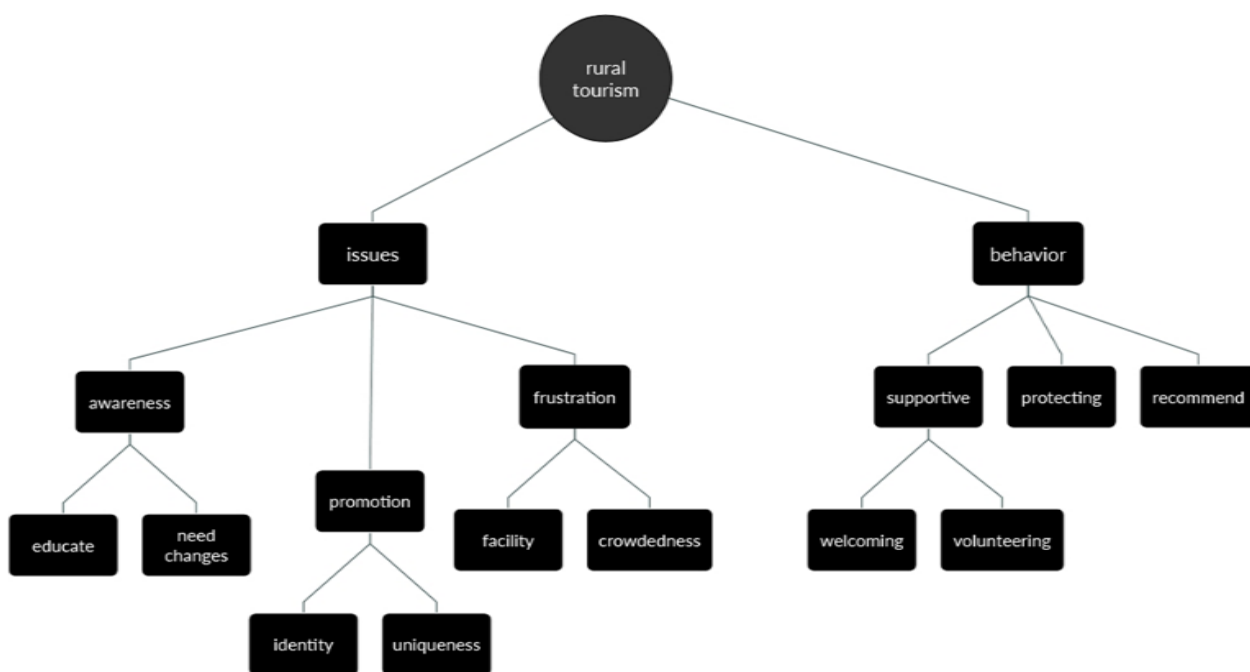 rural
tourism
issues
behavior
awareness
frustration
supportive
protecting
recommend
promotion
educate
need
changes
facility
crowdedness
welcoming
volunteering
identity
uniqueness